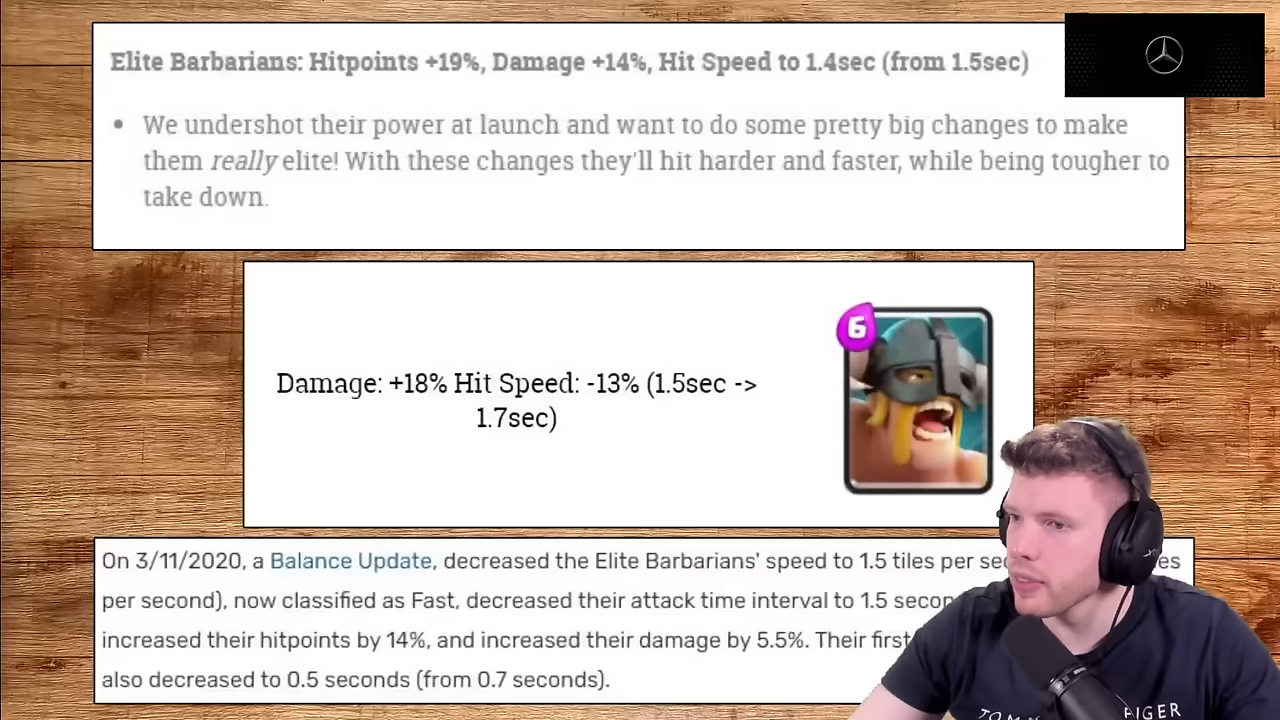 Elite Barbarians: Hitpoints +19%, Damage +14%, Hit Speed to 1.4sec (from 1.5sec)
• We undershot their power at launch and want to do some pretty big changes to make
them really elite! With these changes they'll hit harder and faster, while being tougher to
take down.
6
Damage: +18% Hit Speed: -13% (1.5sec ->
1.7sec)
On 3/11/2020, a Balance Update, decreased the Elite Barbarians' speed to 1.5 tiles per
per second), now classified as Fast, decreased their attack time interval to 1.5
increased their hitpoints by 14%, and increased their damage by 5.5%. Their first
also decreased to 0.5 seconds (from 0.7 seconds).